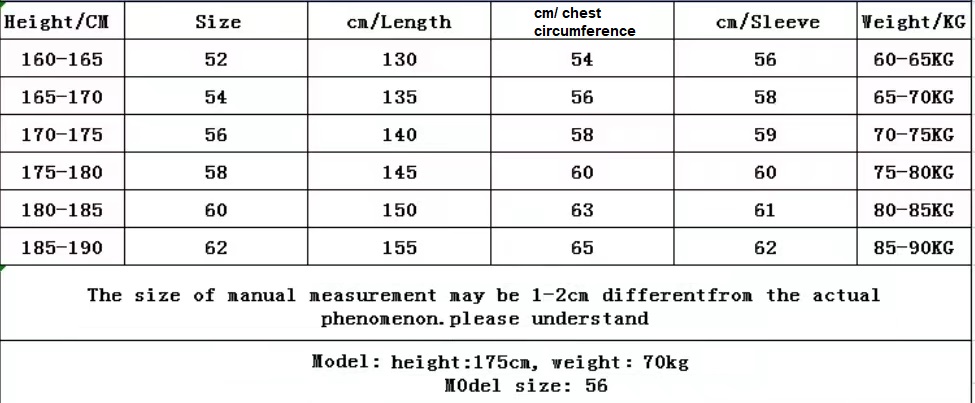 Height/CM Size cm/Length cm/ chest circumference cm/Sleeve Weight/KG
160-165 52 130 54 56 60-65KG
165-170 54 135 56 58 65-70KG
170-175 56 140 58 59 70-75KG
175-180 58 145 60 60 75-80KG
180-185 60 150 63 61 80-85KG
185-190 62 155 65 62 85-90KG
The size of manual measurement may be 1-2cm differentfrom the actual
phenomenon.please understand
Model: height:175cm, weight: 70kg
M0del size: 56